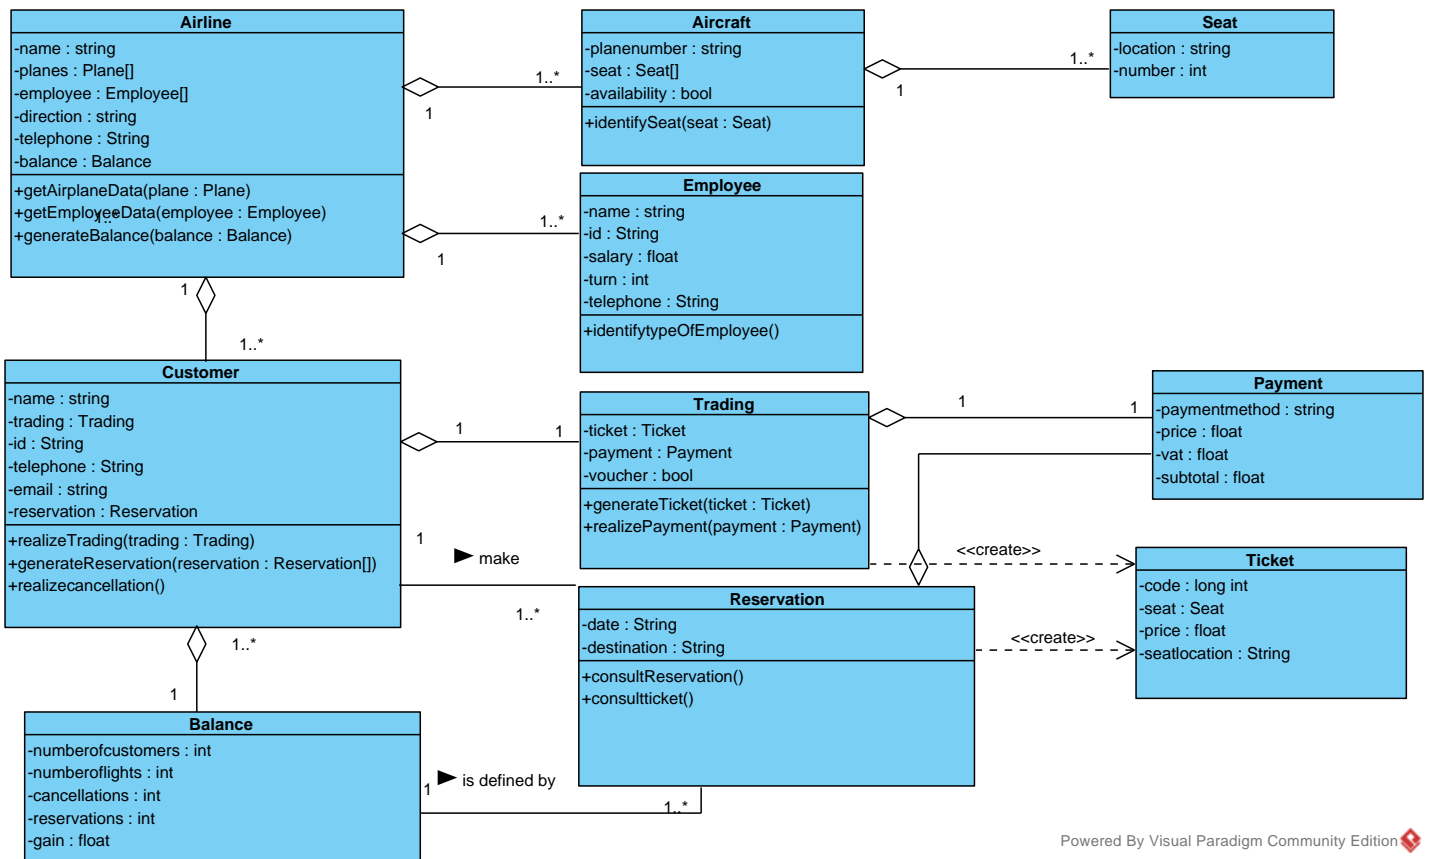 Airline
-name : string
-planes : Plane[]
-employee : Employee[]
-direction : string
-telephone : String
-balance : Balance
+getAirplaneData(plane : Plane)
+getEmployeeData(employee : Employee)
1..*
+generateBalance(balance : Balance)
1
1..*
Aircraft
-planenumber : string
-seat : Seat[]
-availability : bool
+identifySeat(seat : Seat)
1
1..*
Seat
-location : string
-number : int
1
1..*
Employee
-name : string
-id : String
-salary : float
-turn : int
-telephone : String
+identifytypeOfEmployee()
1
1..*
Customer
-name : string
-trading : Trading
-id : String
-telephone : String
-email : string
-reservation : Reservation
+realizeTrading(trading : Trading)
+generateReservation(reservation : Reservation[])
+realizecancellation()
1
1
Trading
-ticket : Ticket
-payment : Payment
-voucher : bool
+generateTicket(ticket : Ticket)
+realizePayment(payment : Payment)
1
1
Payment
-paymentmethod : string
-price : float
-vat : float
-subtotal : float
1
make
1..*
<<create>>
Ticket
-code : long int
-seat : Seat
-price : float
-seatlocation : String
Reservation
-date : String
-destination : String
+consultReservation()
+consultticket()
<<create>>
1..*
1
Balance
-numberofcustomers : int
-numberoflights : int
-cancellations : int
-reservations : int
-gain : float
1
is defined by
1..*
Powered By Visual Paradigm Community Edition